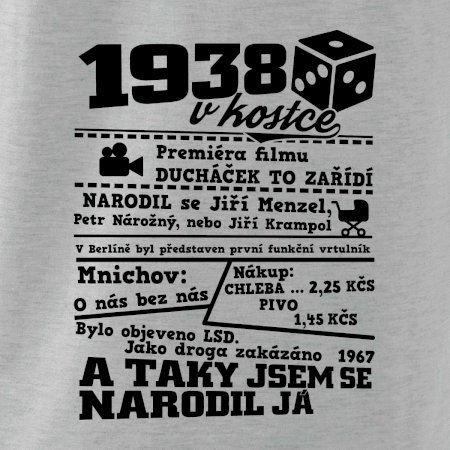 1938
v kostce
Premiéra filmu
DUCHÁČEK TO ZAŘÍDÍ
NARODIL se Jiří Menzel,
Petr Nárožný, nebo Jiří Krampol
V Berlíně byl představen první funkční vrtulník
Mnichov:
O nás bez nás
Nákup:
CHLEBA ... 2,25 KČS
PIVO
1,45 KČS
Bylo objeveno LSD.
Jako droga zakázáno 1967
A TAKY JSEM SE
NARODIL JÁ